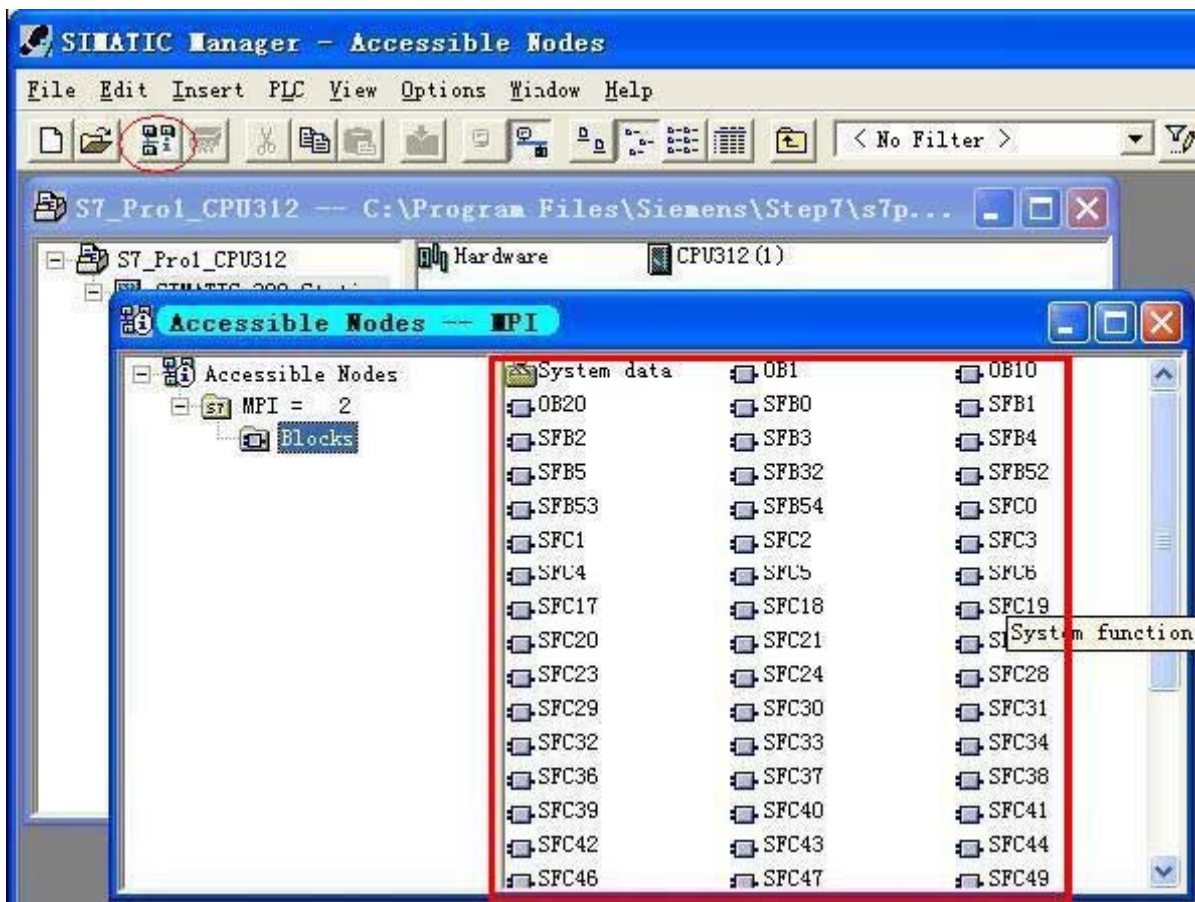 SIMATIC Manager - Accessible Nodes
File Edit Insert PLC View Options Window Help
< No Filter >
S7_Pro1_CPU312 -- C:\Program Files\Siemens\Step7\s7p...
S7_Pro1_CPU312 Hardware CPU312(1)
Accessible Nodes -- MPI
Accessible Nodes System data OB1 OB10
MPI = 2 OB20 SFB0 SFB1
Blocks SFB2 SFB3 SFB4
SFB5 SFB32 SFB52
SFB53 SFB54 SFC0
SFC1 SFC2 SFC3
SFC4 SFC5 SFC6
SFC17 SFC18 SFC19
System function
SFC20 SFC21
SFC23 SFC24 SFC28
SFC29 SFC30 SFC31
SFC32 SFC33 SFC34
SFC36 SFC37 SFC38
SFC39 SFC40 SFC41
SFC42 SFC43 SFC44
SFC46 SFC47 SFC49